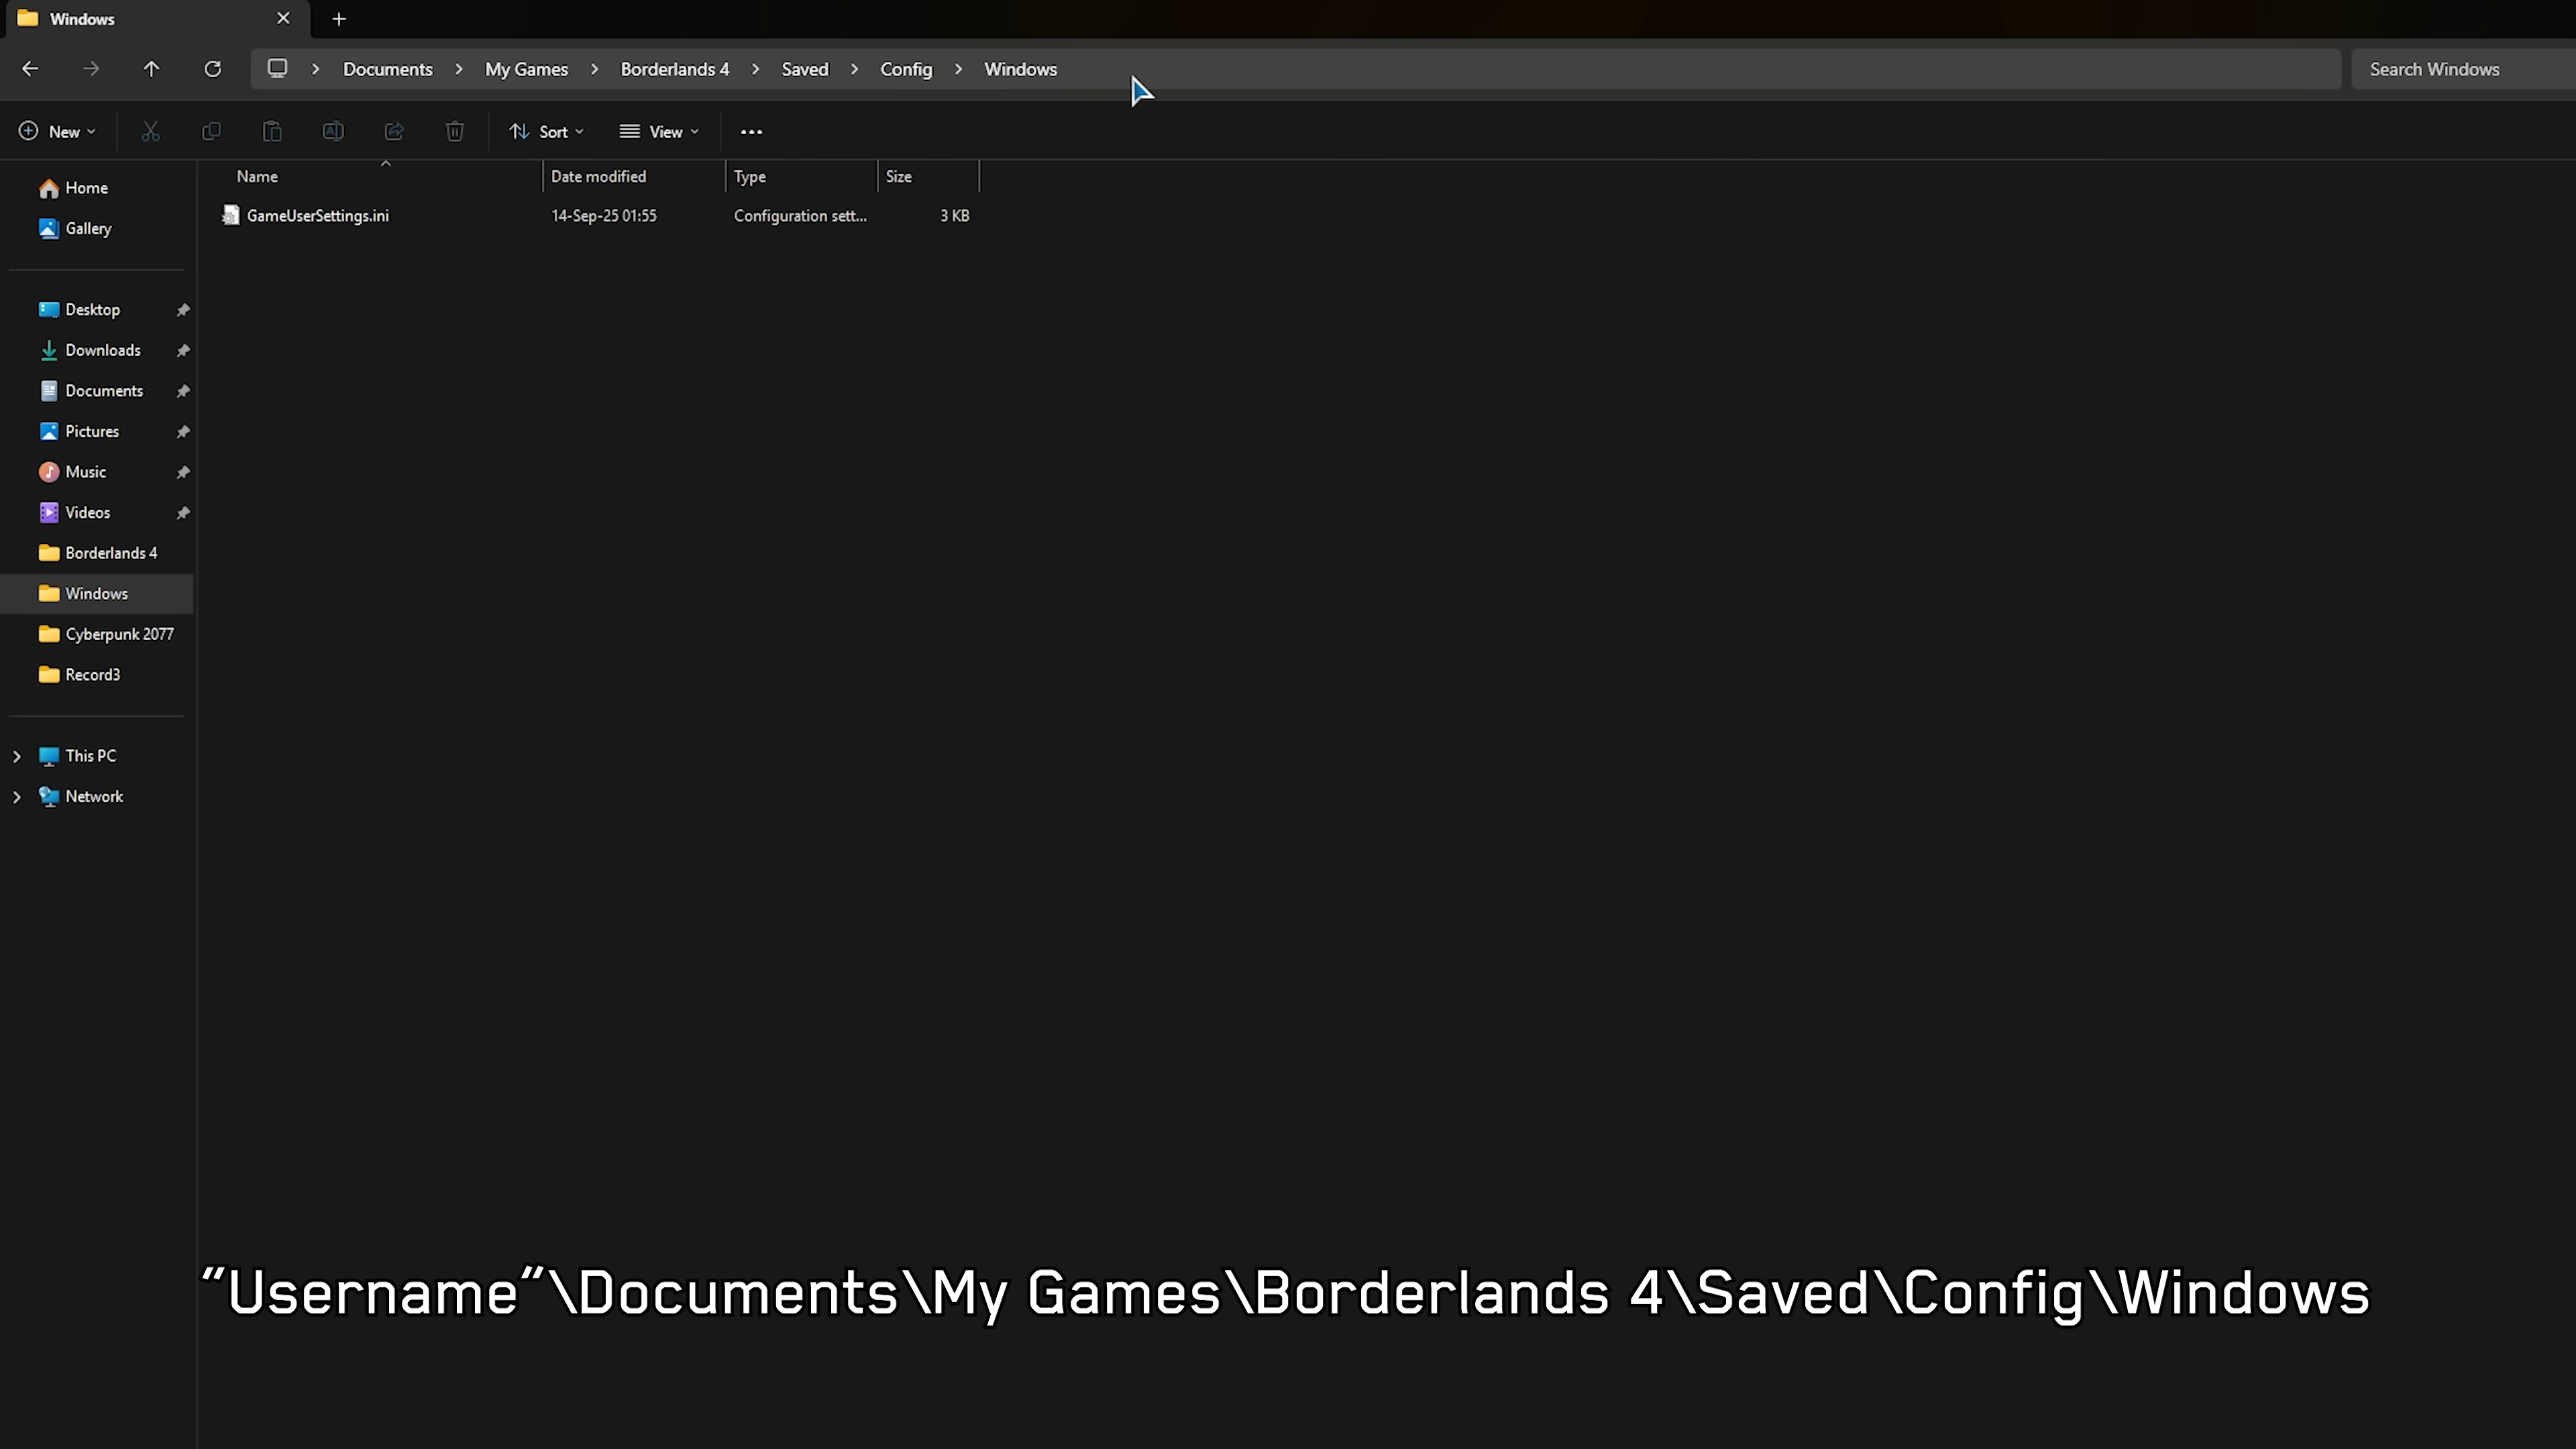 Windows
Documents > My Games > Borderlands 4 > Saved > Config > Windows
Search Windows
New
Sort
View
Name
Date modified
Type
Size
GameUserSettings.ini
14-Sep-25 01:55
Configuration sett...
3 KB
Home
Gallery
Desktop
Downloads
Documents
Pictures
Music
Videos
Borderlands 4
Windows
Cyberpunk 2077
Record3
This PC
Network
“Username“\Documents\My Games\Borderlands 4\Saved\Config\Windows